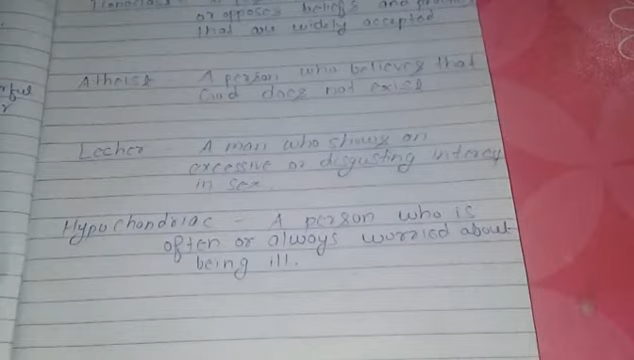 Iconoclast
or opposes beliefs and
that are widely accepted
Atheist A person who believes that
God does not exist
Lecher A man who shows an
excessive or disgusting interest
in sex.
Hypochondriac - A person who is
often or always worried about
being ill.